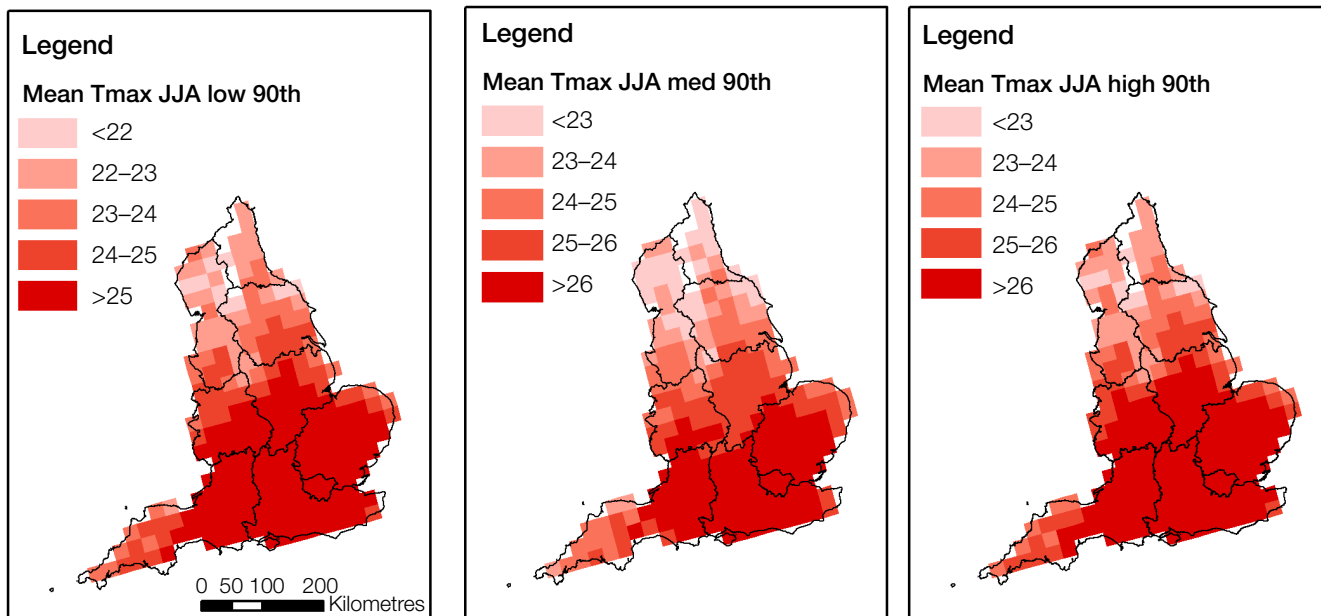 Legend
Mean Tmax JJA low 90th
<22
22–23
23–24
24–25
>25
0 50 100 200
Kilometres
Legend
Mean Tmax JJA med 90th
<23
23–24
24–25
25–26
>26
Legend
Mean Tmax JJA high 90th
<23
23–24
24–25
25–26
>26